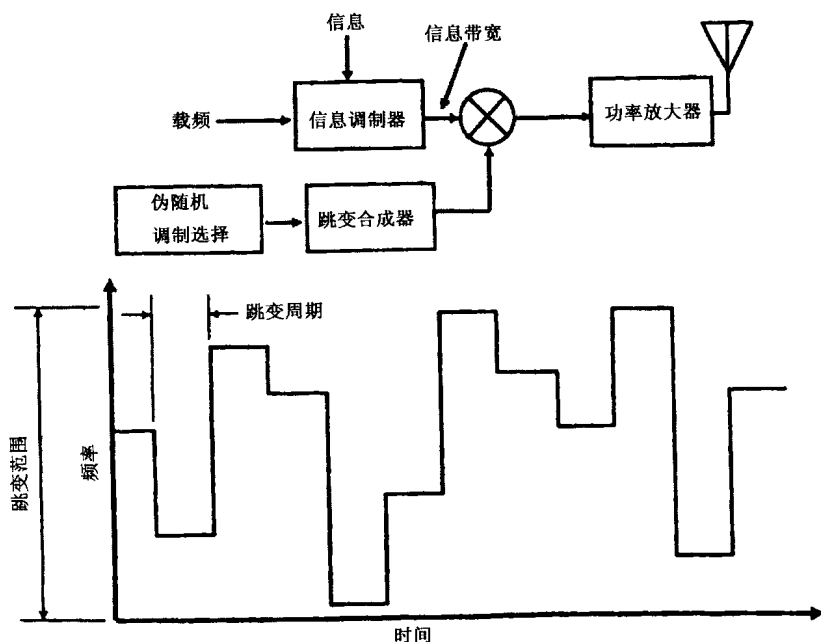 信息
信息带宽
载频
信息调制器
功率放大器
伪随机
调制选择
跳变合成器
跳变周期
跳变范围
频率
时间